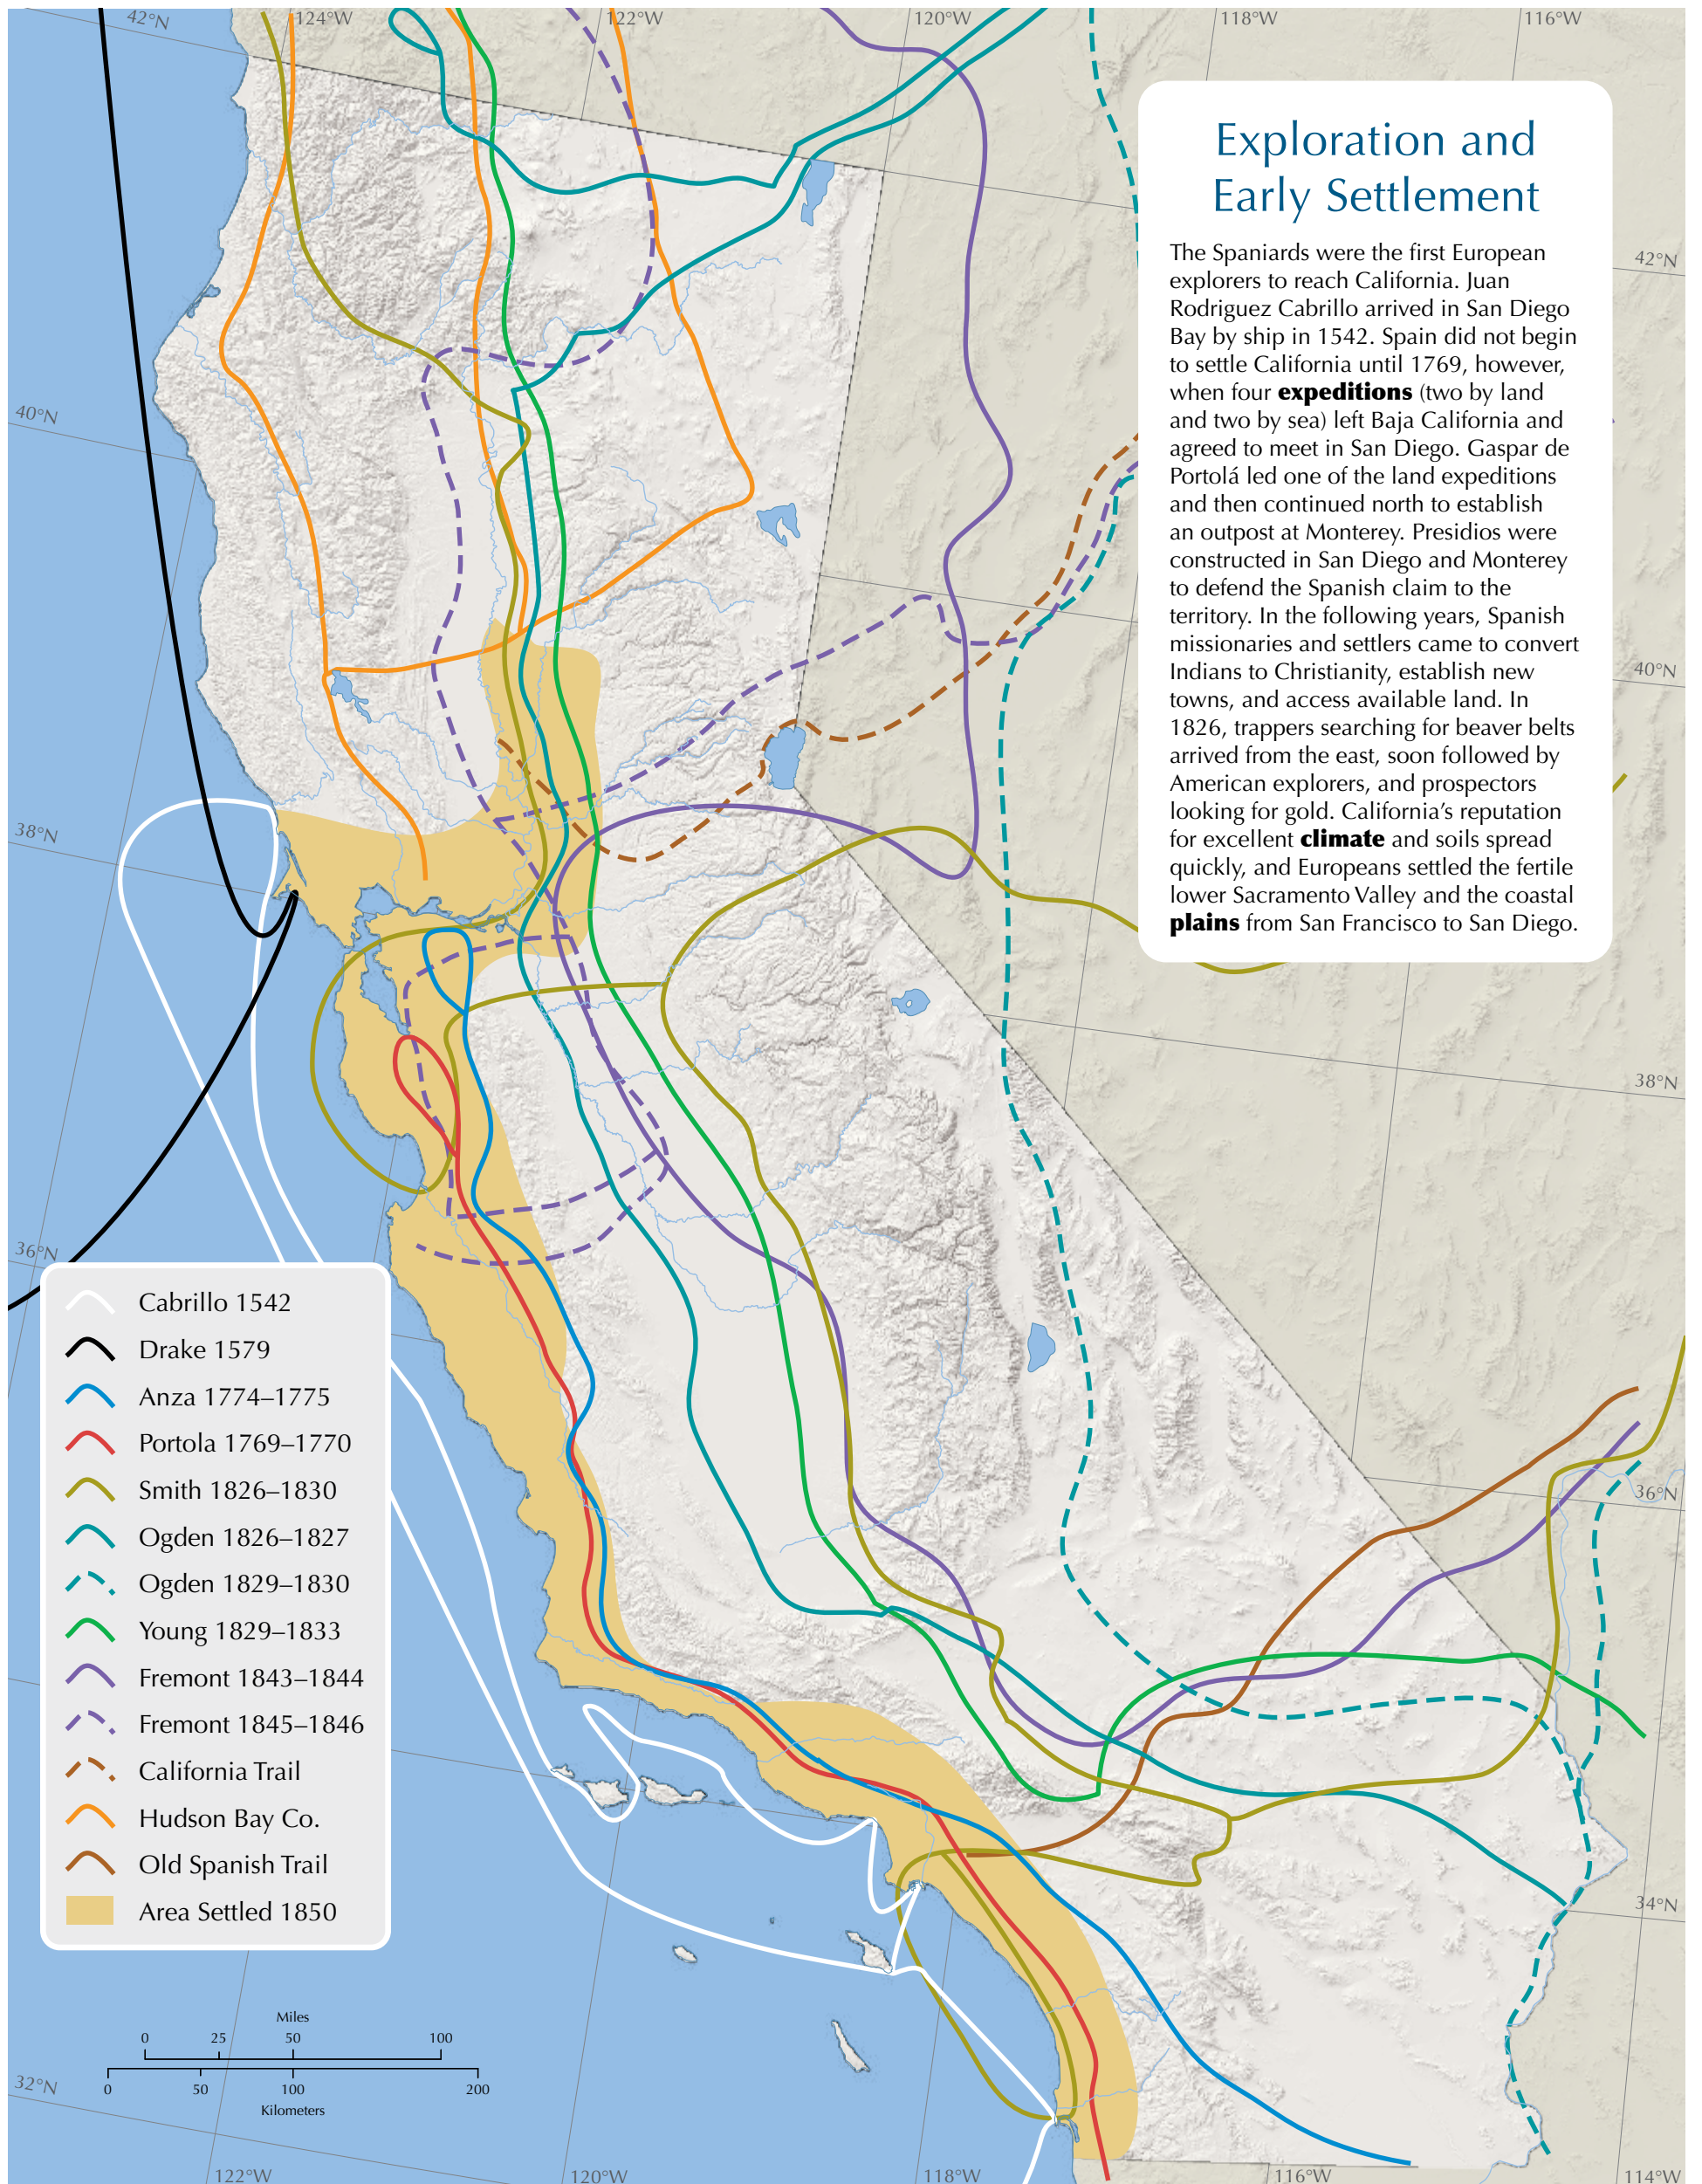 42°N
124°W
122°W
120°W
118°W
116°W
Exploration and
Early Settlement
The Spaniards were the first European
explorers to reach California. Juan
Rodriguez Cabrillo arrived in San Diego
Bay by ship in 1542. Spain did not begin
to settle California until 1769, however,
when four expeditions (two by land
and two by sea) left Baja California and
agreed to meet in San Diego. Gaspar de
Portolá led one of the land expeditions
and then continued north to establish
an outpost at Monterey. Presidios were
constructed in San Diego and Monterey
to defend the Spanish claim to the
territory. In the following years, Spanish
missionaries and settlers came to convert
Indians to Christianity, establish new
towns, and access available land. In
1826, trappers searching for beaver belts
arrived from the east, soon followed by
American explorers, and prospectors
looking for gold. California's reputation
for excellent climate and soils spread
quickly, and Europeans settled the fertile
lower Sacramento Valley and the coastal
plains from San Francisco to San Diego.
42°N
40°N
40°N
38°N
38°N
36°N
36°N
34°N
Cabrillo 1542
Drake 1579
Anza 1774–1775
Portola 1769–1770
Smith 1826–1830
Ogden 1826–1827
Ogden 1829–1830
Young 1829–1833
Fremont 1843–1844
Fremont 1845–1846
California Trail
Hudson Bay Co.
Old Spanish Trail
Area Settled 1850
Miles
0 25 50 100
0 50 100 200
Kilometers
32°N
122°W
120°W
118°W
116°W
114°W